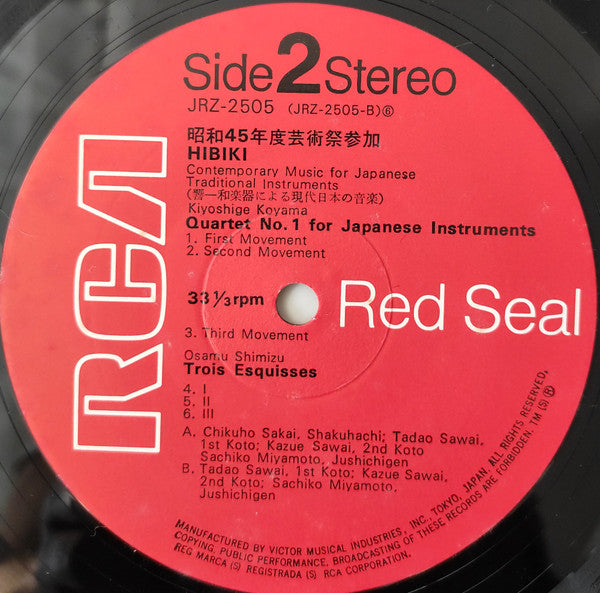 RCA
Side 2 Stereo
JRZ-2505 (JRZ-2505-B)⑥
昭和45年度芸術祭参加
HIBIKI
Contemporary Music for Japanese
Traditional Instruments
(響—和楽器による現代日本の音楽)
Kiyoshige Koyama
Quartet No.1 for Japanese Instruments
1. First Movement
2. Second Movement
33 1/3 rpm
Red Seal
3. Third Movement
Osamu Shimizu
Trois Esquisses
4. I
5. II
6. III
A. Chikuho Sakai, Shakuhachi; Tadao Sawai,
1st Koto; Kazue Sawai, 2nd Koto
Sachiko Miyamoto, Jushichigen
B. Tadao Sawai, 1st Koto; Kazue Sawai,
2nd Koto; Sachiko Miyamoto,
Jushichigen
MANUFACTURED BY VICTOR MUSICAL INDUSTRIES, INC., TOKYO, JAPAN. ALL RIGHTS RESERVED.
COPYING, PUBLIC PERFORMANCE, BROADCASTING OF THESE RECORDS ARE FORBIDDEN. TM(S)®
REG MARCA(S) REGISTRADA(S) RCA CORPORATION.